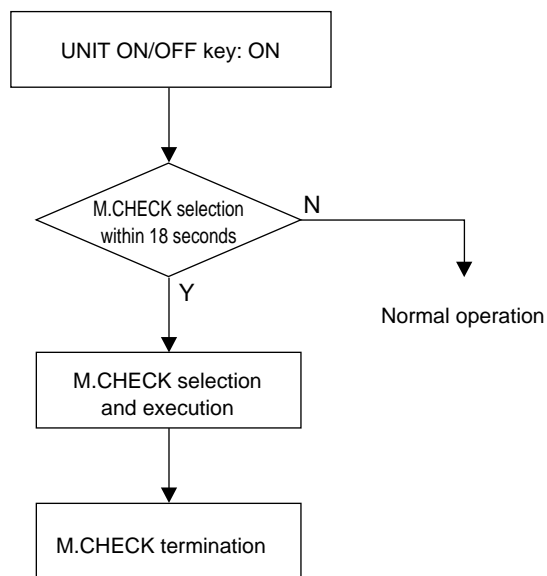 UNIT ON/OFF key: ON
M.CHECK selection
within 18 seconds
N
Y
Normal operation
M.CHECK selection
and execution
M.CHECK termination